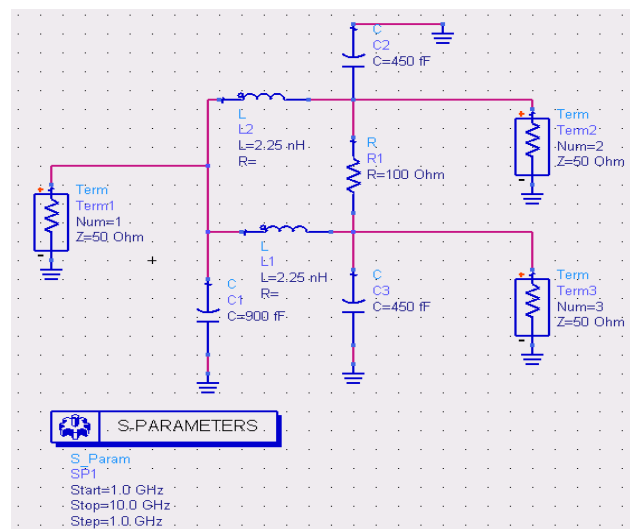 C
C2
C=450 fF
L
L2
L=2.25 nH
R=
R
R1
R=100 Ohm
Term
Term2
Num=2
Z=50 Ohm
Term
Term1
Num=1
Z=50 Ohm
L
L1
L=2.25 nH
R=
C
C1
C=900 fF
C
C3
C=450 fF
Term
Term3
Num=3
Z=50 Ohm
S-PARAMETERS
S_Param
SP1
Start=1.0 GHz
Stop=10.0 GHz
Step=1.0 GHz